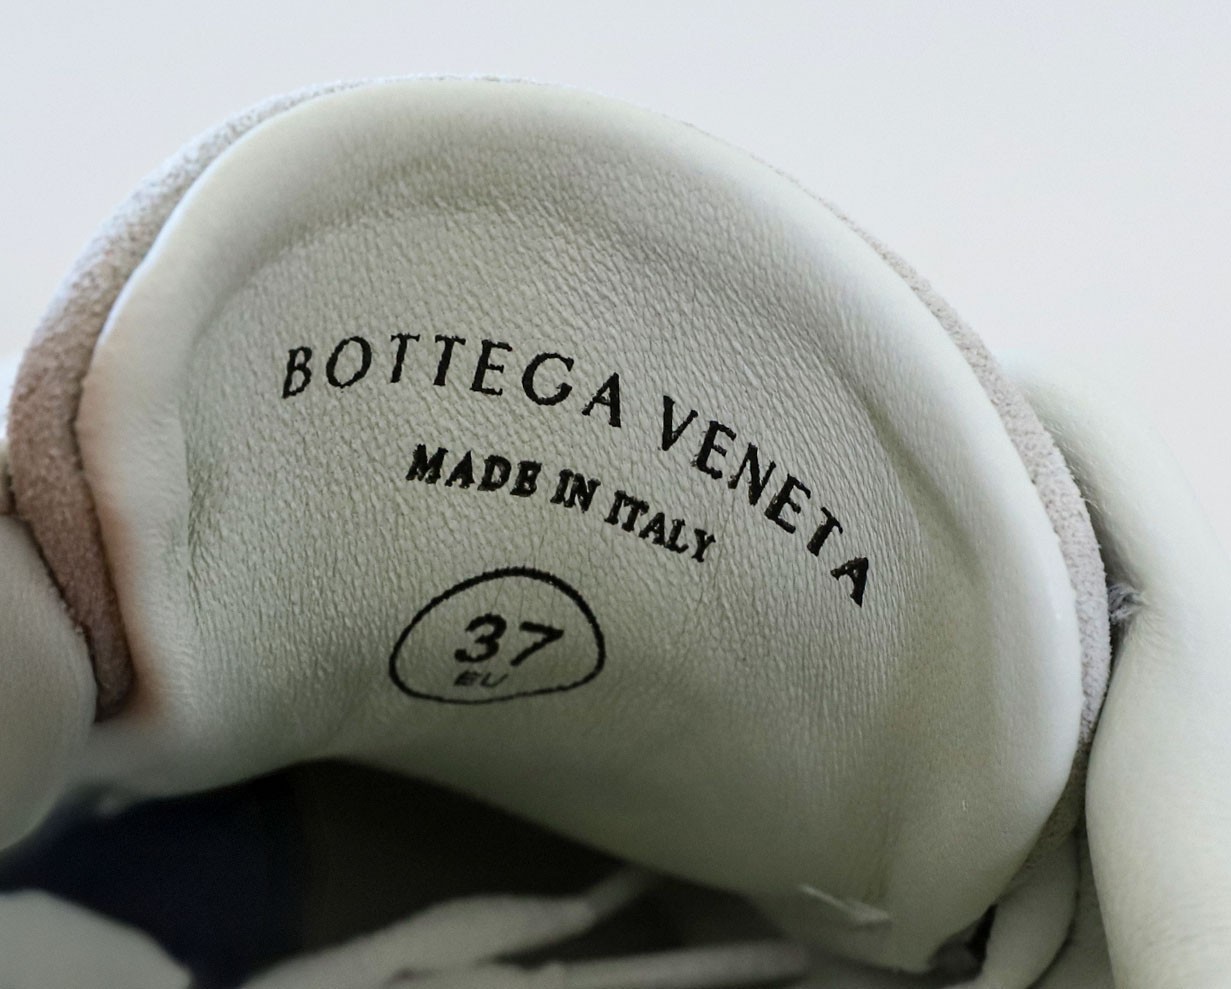 BOTTEGA VENETA
MADE IN ITALY
37
EU